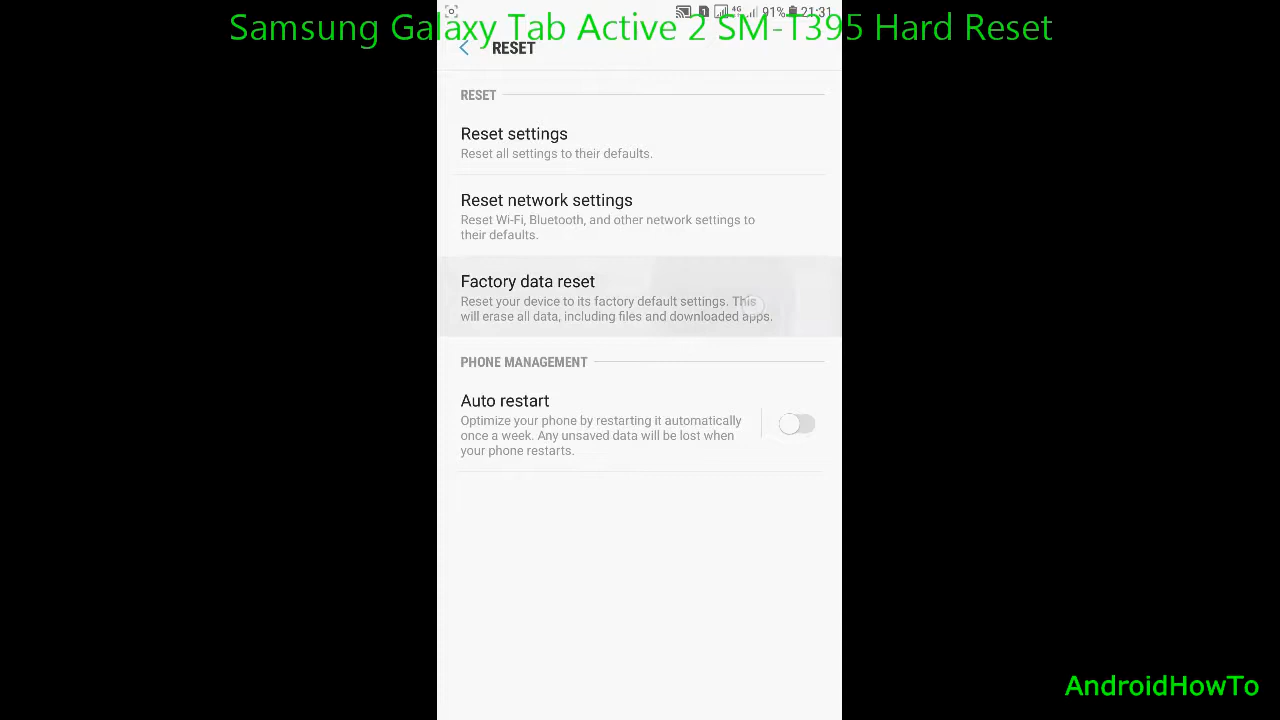 Samsung Galaxy Tab Active 2 SM-T395 Hard Reset
4G 91% 21:31
RESET
RESET
Reset settings
Reset all settings to their defaults.
Reset network settings
Reset Wi-Fi, Bluetooth, and other network settings to
their defaults.
Factory data reset
Reset your device to its factory default settings. This
will erase all data, including files and downloaded apps.
PHONE MANAGEMENT
Auto restart
Optimize your phone by restarting it automatically
once a week. Any unsaved data will be lost when
your phone restarts.
AndroidHowTo